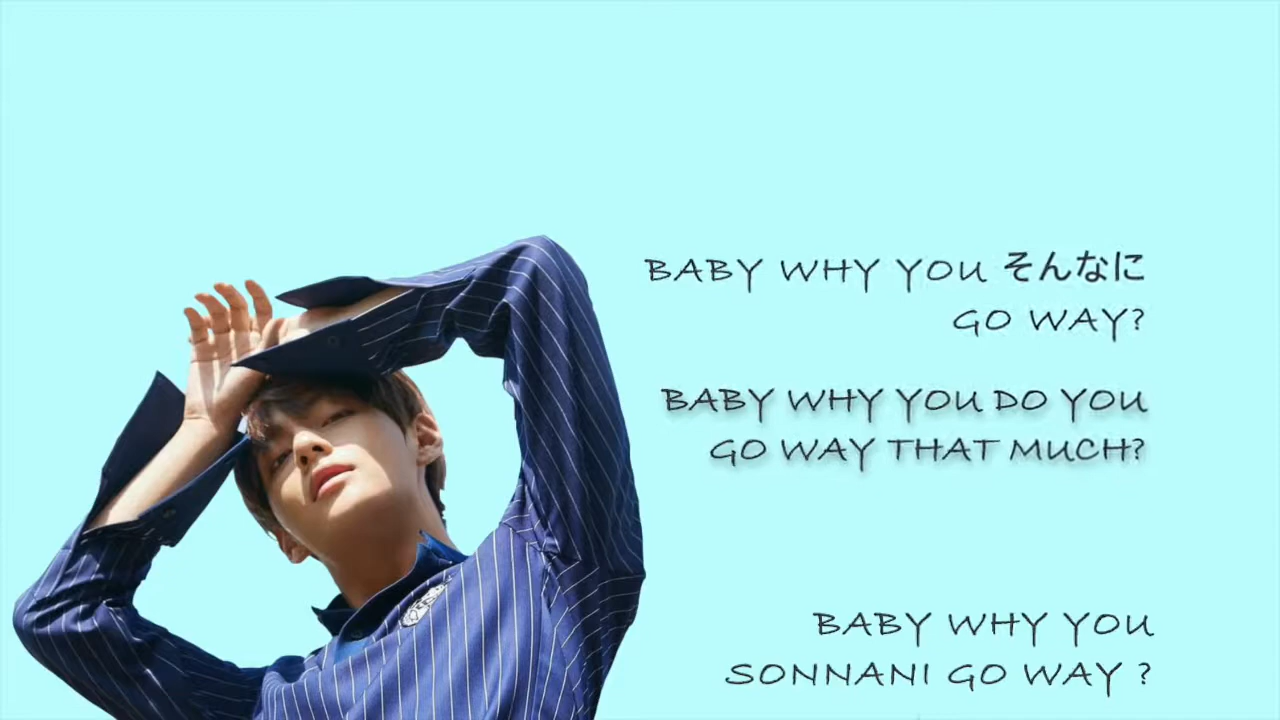 BABY WHY YOU そんなに
GO WAY?
BABY WHY YOU DO YOU
GO WAY THAT MUCH?
BABY WHY YOU
SONNANI GO WAY ?